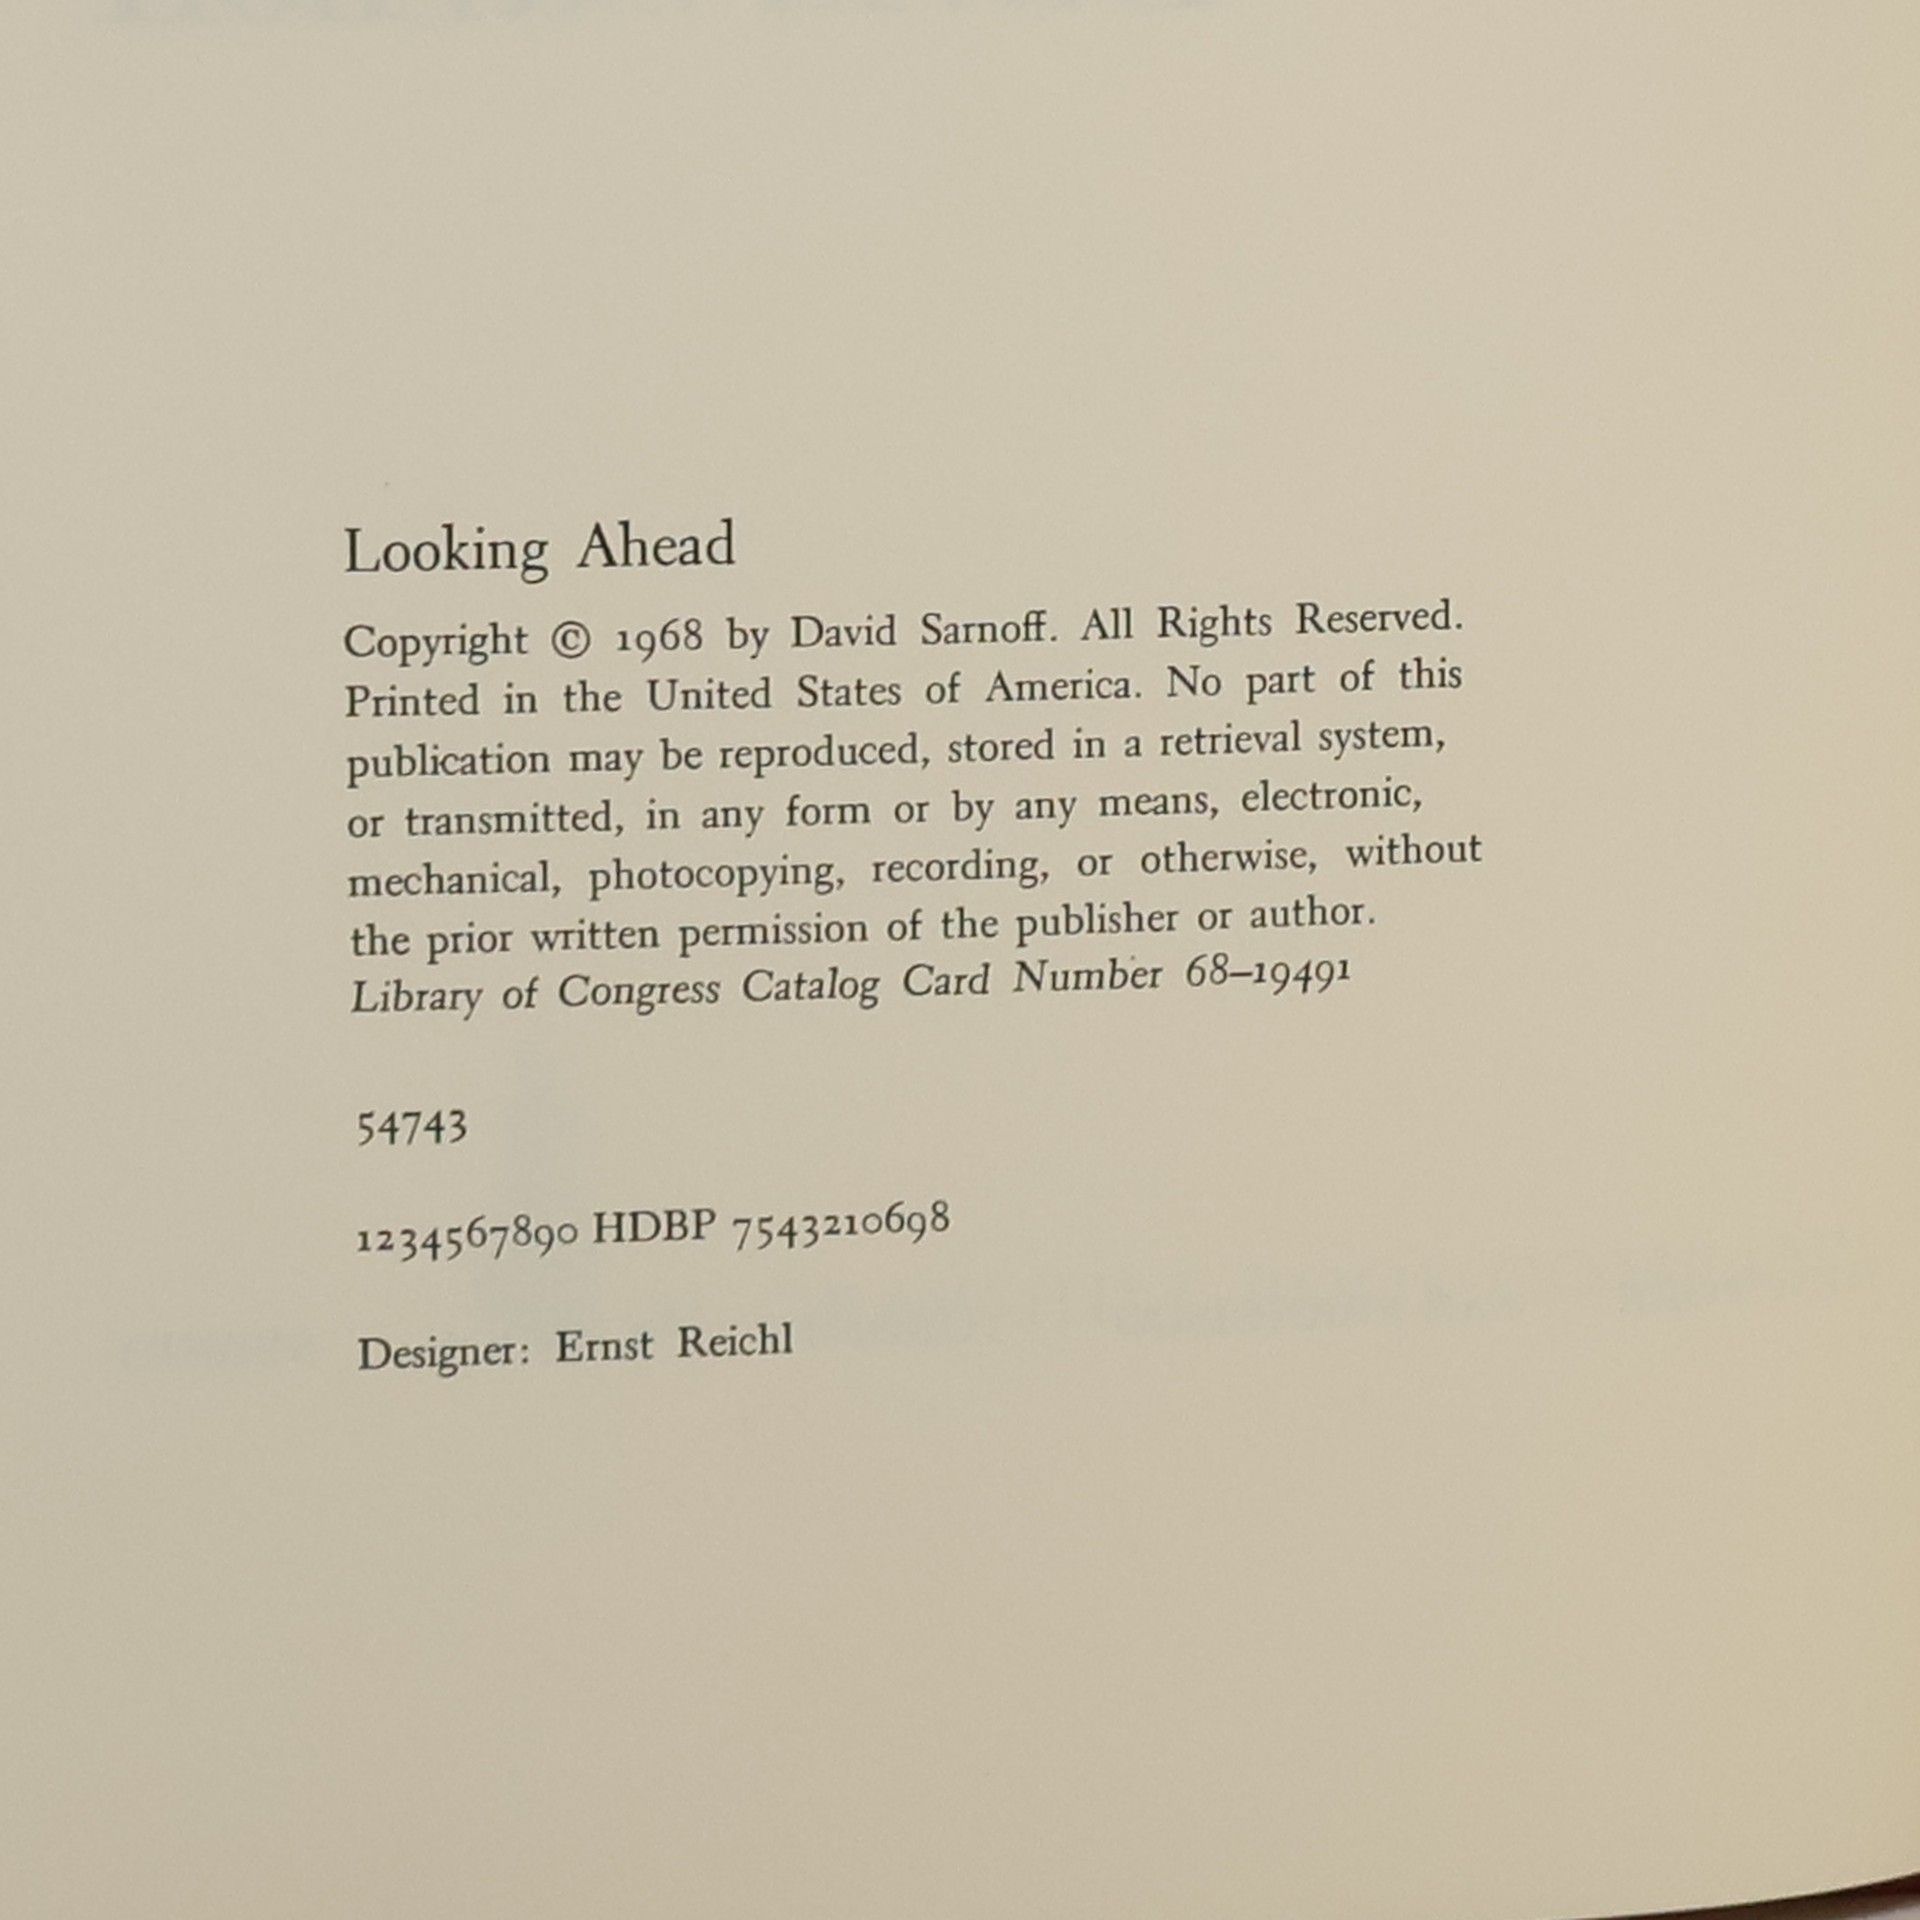 Looking Ahead
Copyright © 1968 by David Sarnoff. All Rights Reserved.
Printed in the United States of America. No part of this
publication may be reproduced, stored in a retrieval system,
or transmitted, in any form or by any means, electronic,
mechanical, photocopying, recording, or otherwise, without
the prior written permission of the publisher or author.
Library of Congress Catalog Card Number 68–19491
54743
1234567890 HDBP 7543210698
Designer: Ernst Reichl